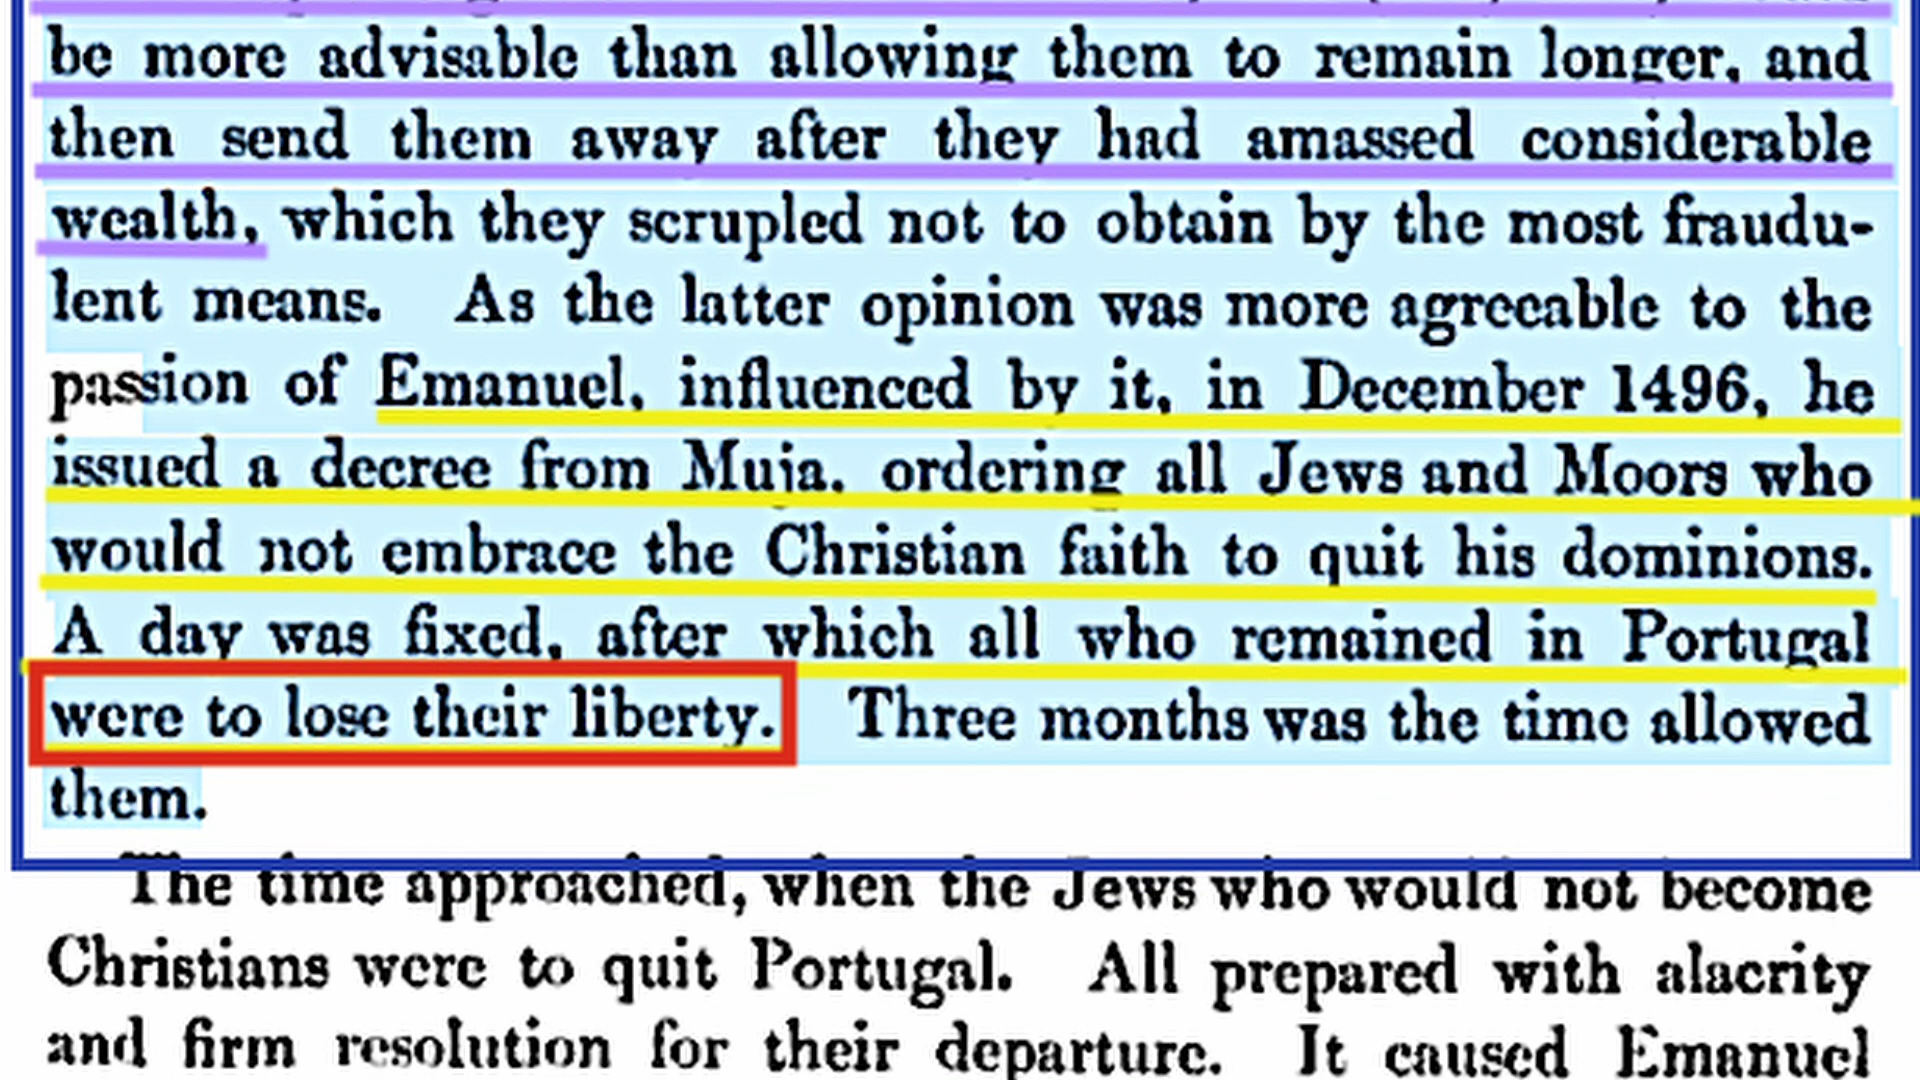 be more advisable than allowing them to remain longer, and
then send them away after they had amassed considerable
wealth, which they scrupled not to obtain by the most fraudu-
lent means. As the latter opinion was more agreeable to the
passion of Emanuel, influenced by it, in December 1496, he
issued a decree from Muja, ordering all Jews and Moors who
would not embrace the Christian faith to quit his dominions.
A day was fixed, after which all who remained in Portugal
were to lose their liberty. Three months was the time allowed
them.
The time approached, when the Jews who would not become
Christians were to quit Portugal. All prepared with alacrity
and firm resolution for their departure. It caused Emanuel